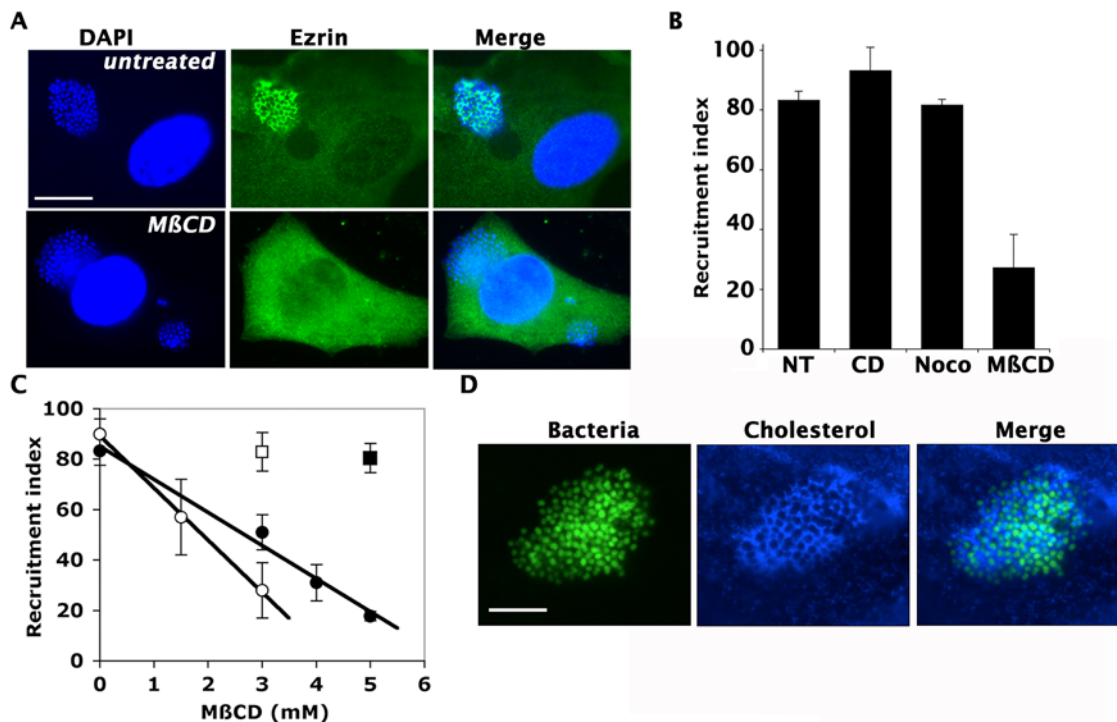 A
DAPI Ezrin Merge
untreated
MßCD
B
Recruitment index
100
80
60
40
20
0
NT CD Noco MßCD
C
Recruitment index
100
80
60
40
20
0
0 1 2 3 4 5 6
MßCD (mM)
D
Bacteria Cholesterol Merge